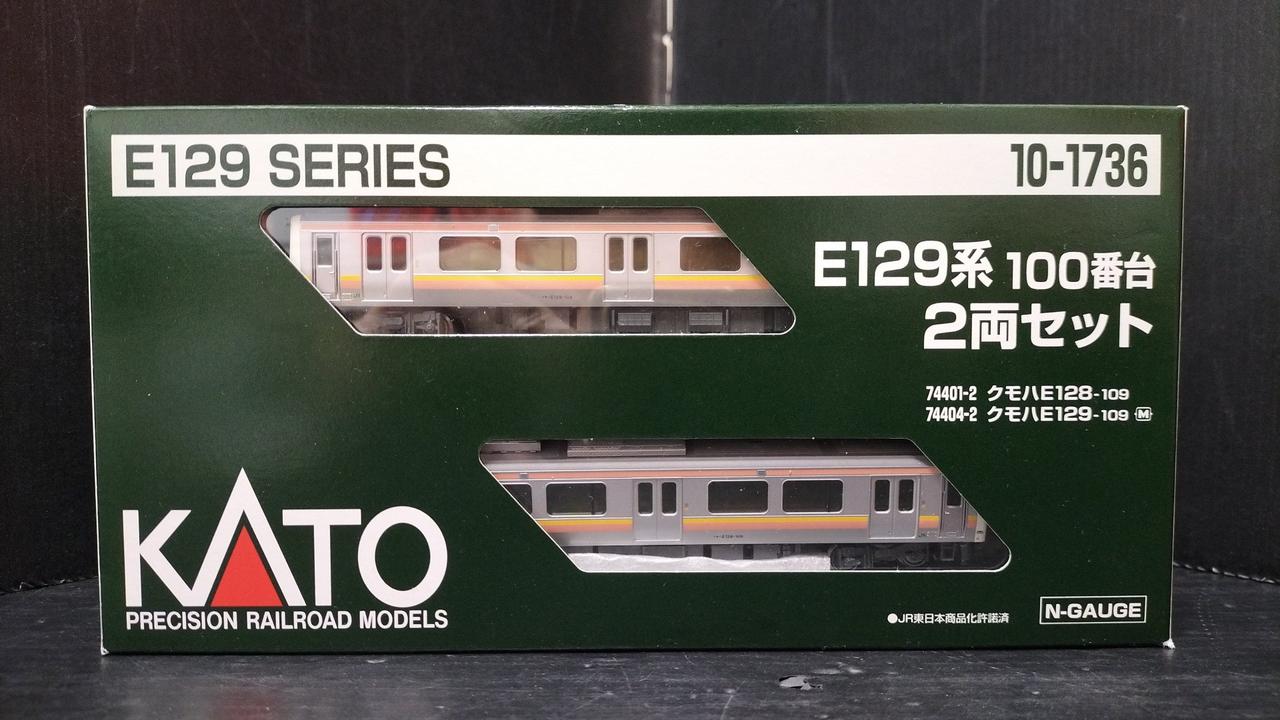 E129 SERIES 10-1736
E129系 100番台
2両セット
74401-2 クモハE128-109
74404-2 クモハE129-109 M
KATO
PRECISION RAILROAD MODELS
●JR東日本商品化許諾済
N-GAUGE